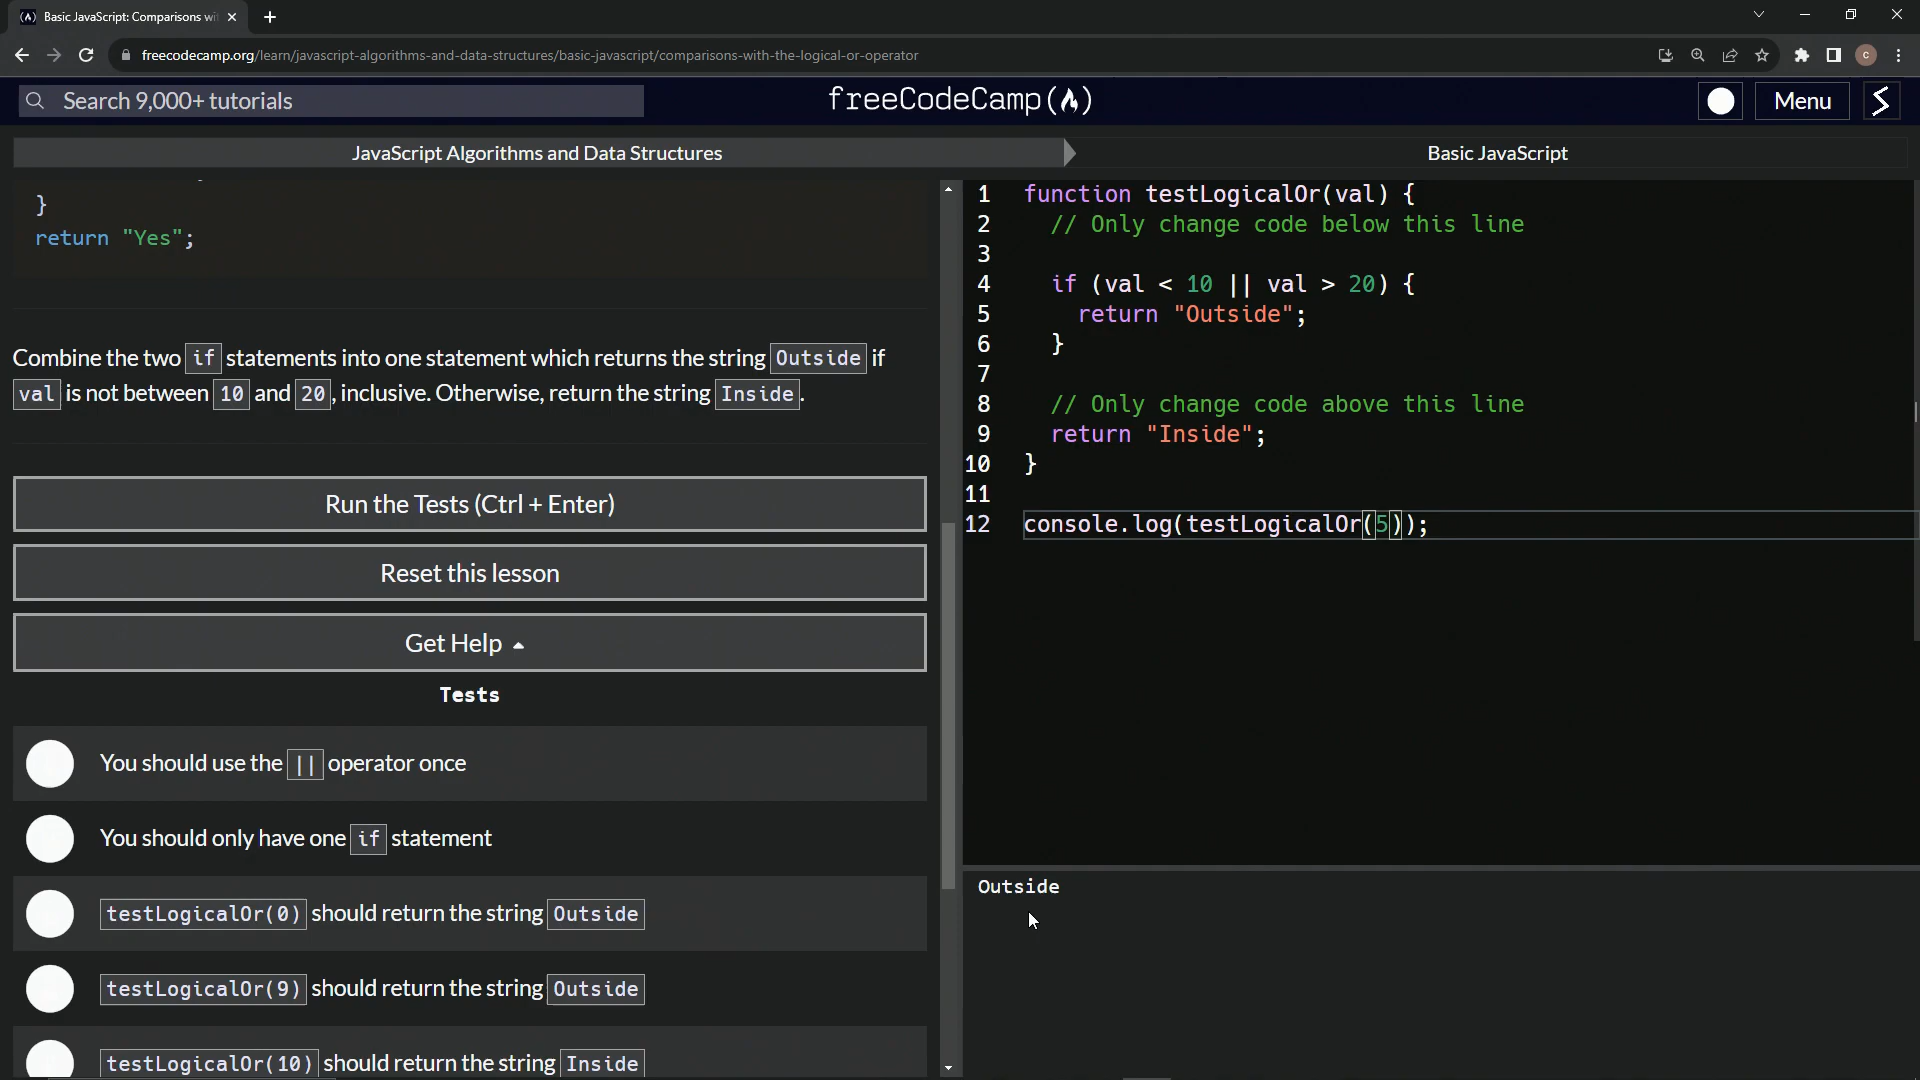 Basic JavaScript: Comparisons wi
freecodecamp.org/learn/javascript-algorithms-and-data-structures/basic-javascript/comparisons-with-the-logical-or-operator
c
Search 9,000+ tutorials
freeCodeCamp
Menu
JavaScript Algorithms and Data Structures
Basic JavaScript
}
return "Yes";
Combine the two if statements into one statement which returns the string Outside if
val is not between 10 and 20, inclusive. Otherwise, return the string Inside.
Run the Tests (Ctrl + Enter)
Reset this lesson
Get Help
Tests
You should use the || operator once
You should only have one if statement
testLogicalOr(0) should return the string Outside
testLogicalOr(9) should return the string Outside
testLogicalOr(10) should return the string Inside
1 function testLogicalOr(val) {
2 // Only change code below this line
3
4 if (val < 10 || val > 20) {
5 return "Outside";
6 }
7
8 // Only change code above this line
9 return "Inside";
10 }
11
12 console.log(testLogicalOr(5));
Outside